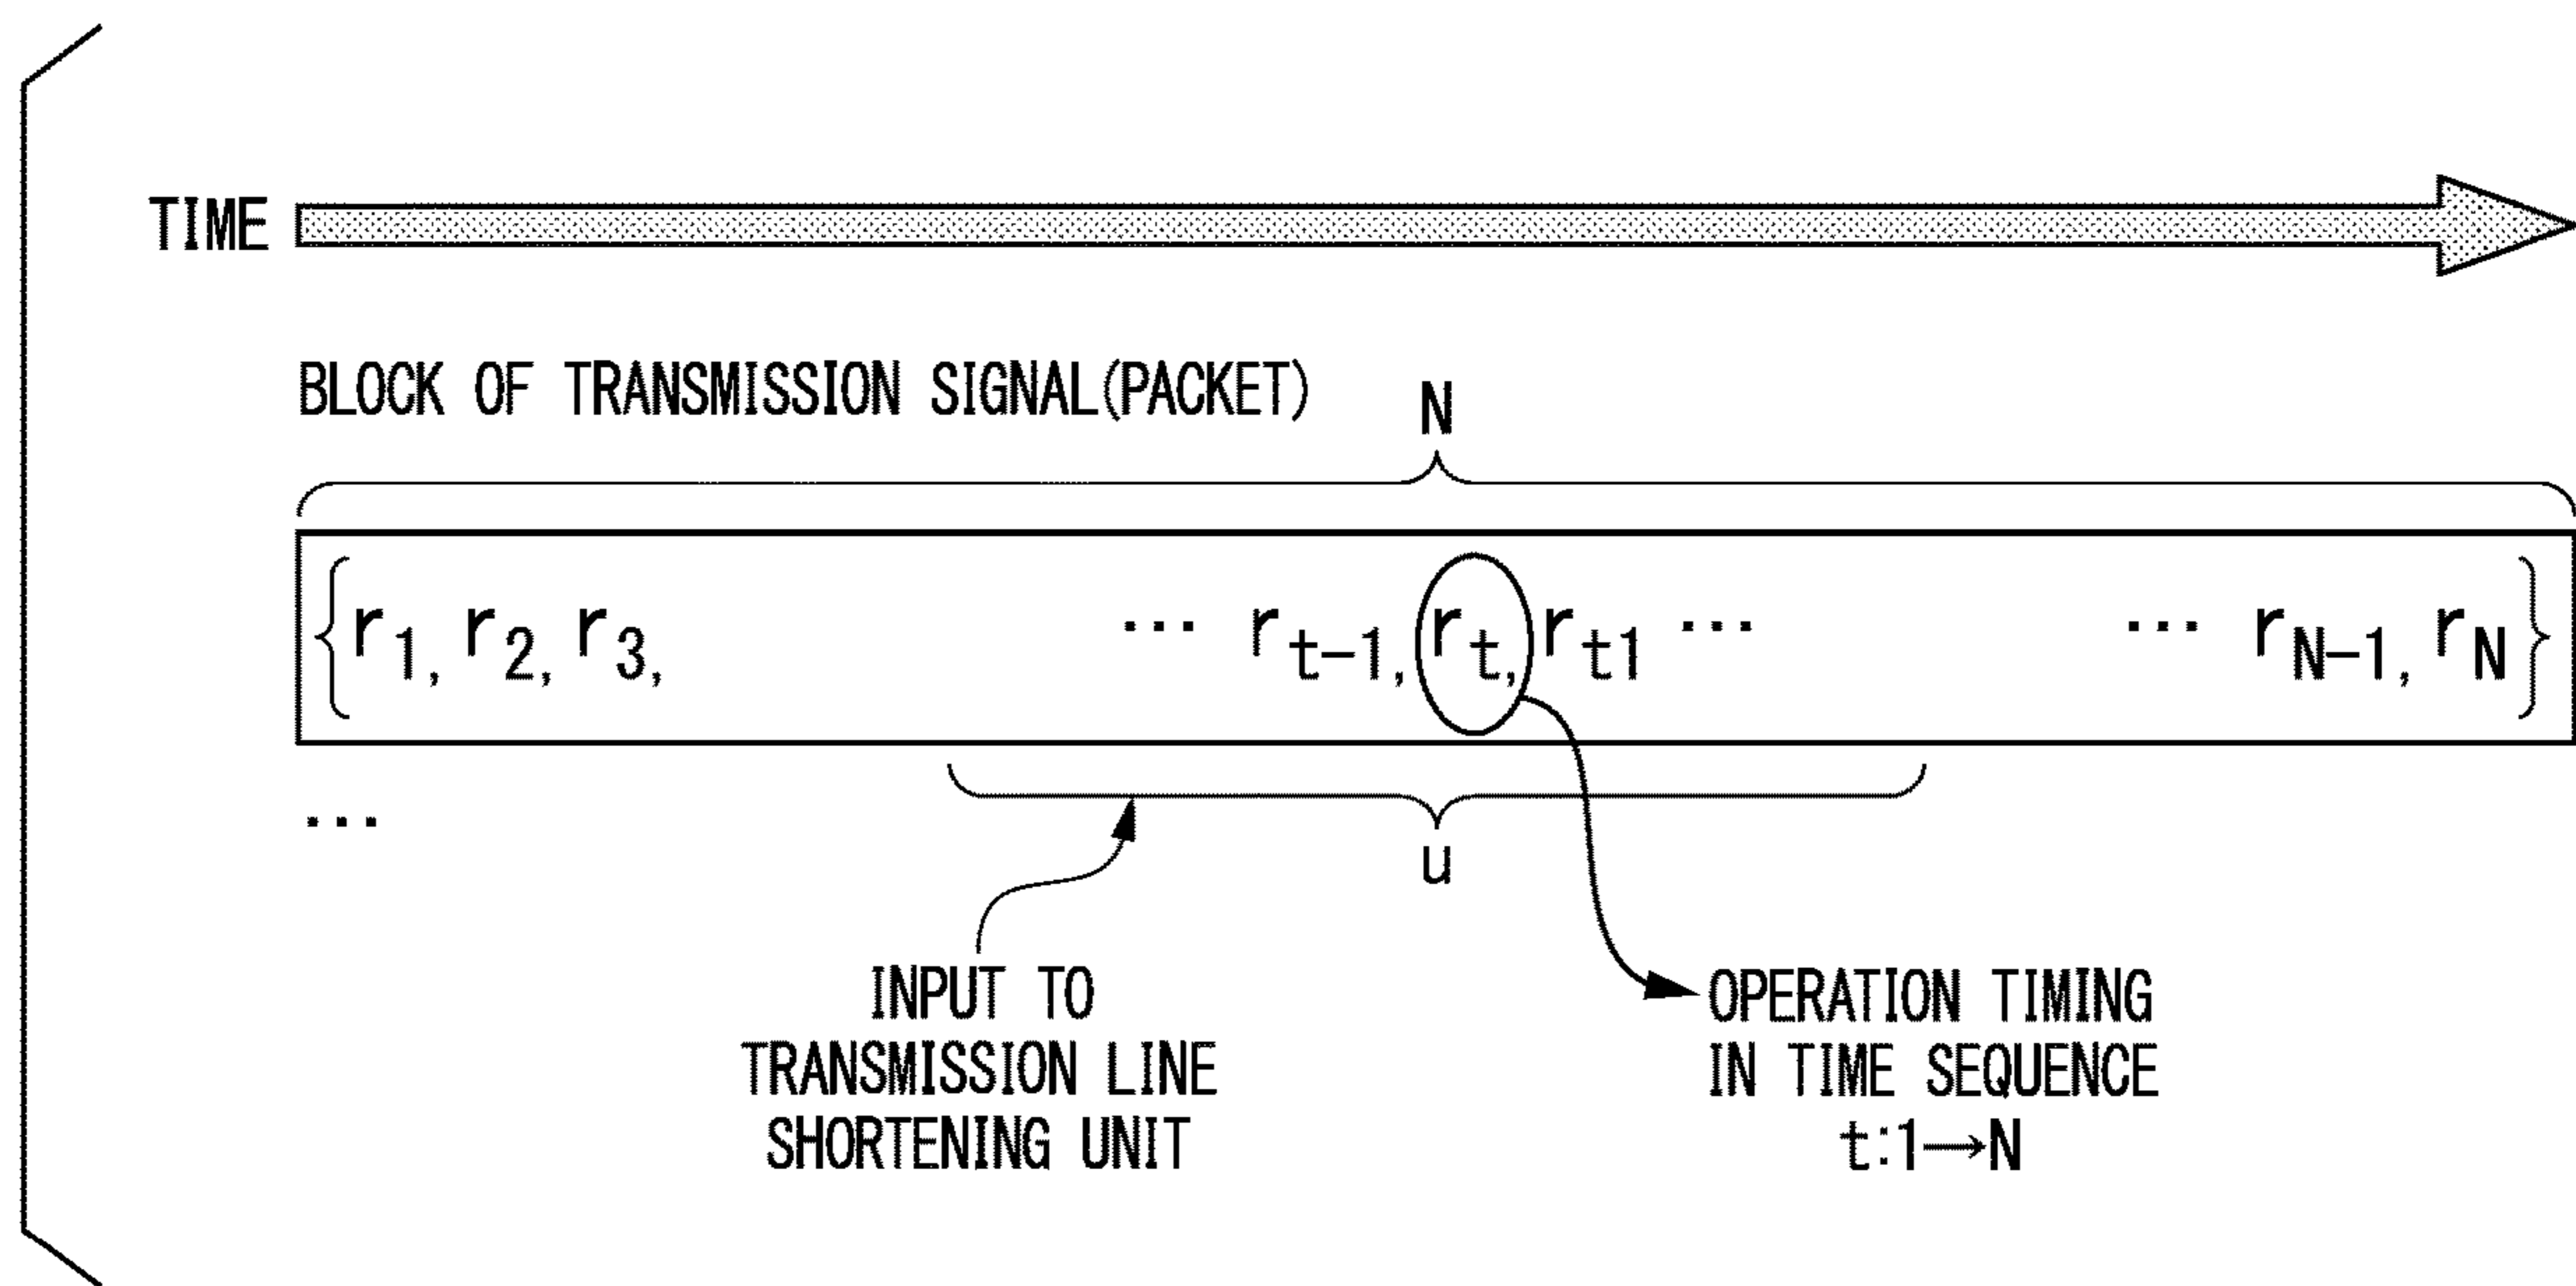 TIME
BLOCK OF TRANSMISSION SIGNAL(PACKET)
N
{r1, r2, r3, ... rt-1, rt, rt1 ... ... rN-1, rN}
...
u
INPUT TO
TRANSMISSION LINE
SHORTENING UNIT
OPERATION TIMING
IN TIME SEQUENCE
t:1→N